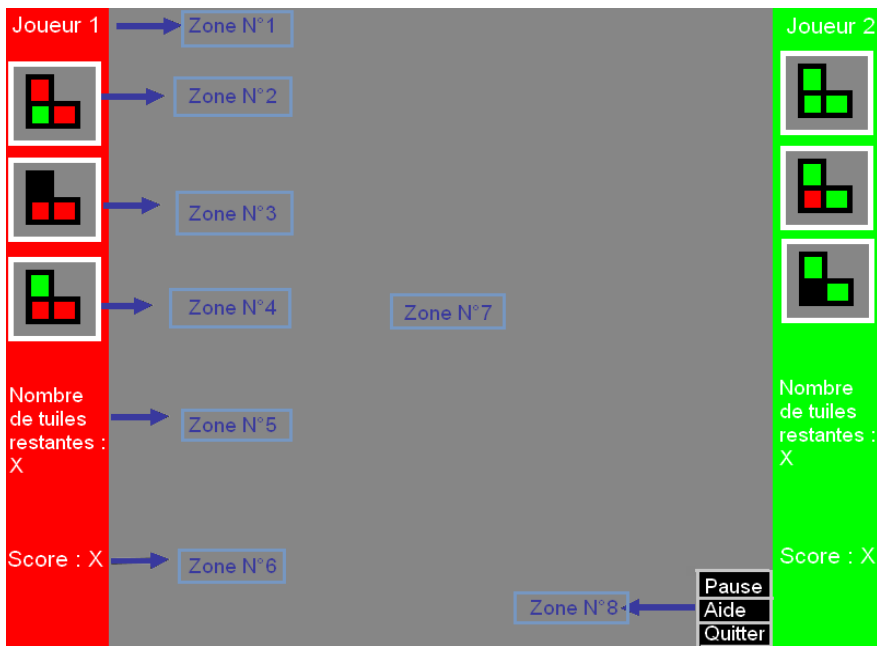 Joueur 1
Zone N°1
Joueur 2
Zone N°2
Zone N°3
Zone N°4
Zone N°7
Nombre
de tuiles
restantes :
X
Zone N°5
Nombre
de tuiles
restantes :
X
Score : X
Zone N°6
Score : X
Zone N°8
Pause
Aide
Quitter